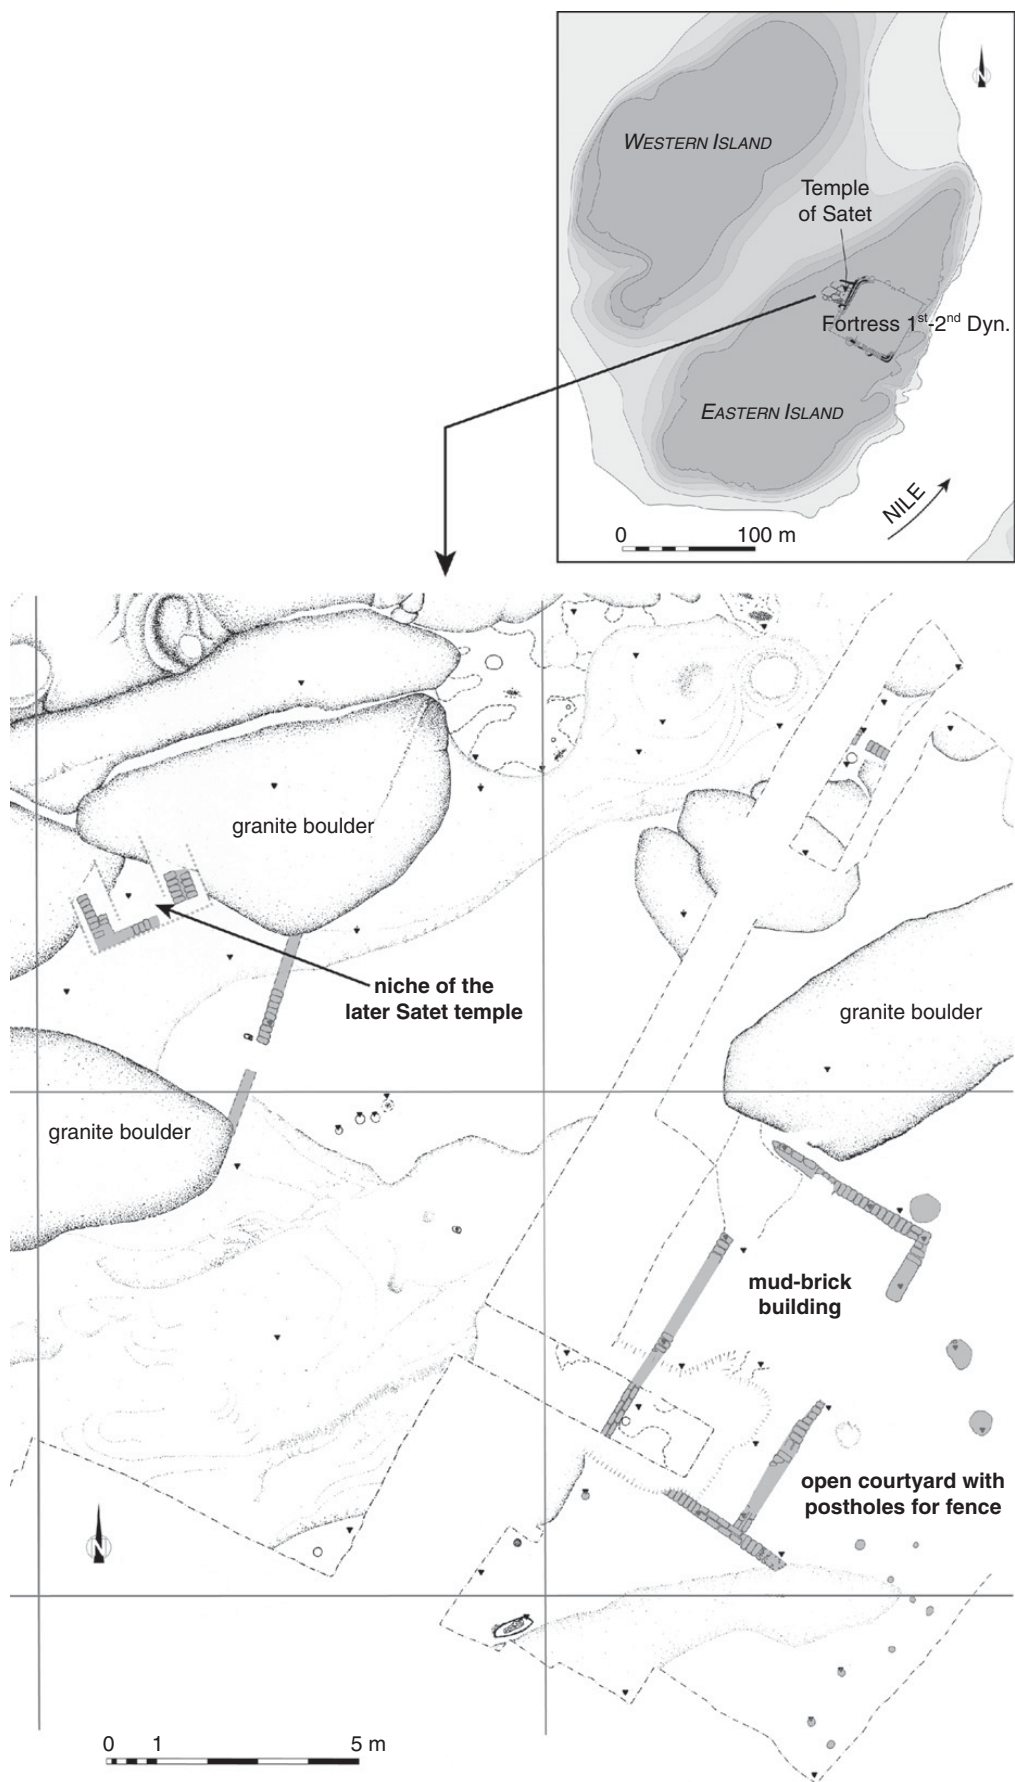 N
WESTERN ISLAND
Temple
of Satet
Fortress 1st-2nd Dyn.
EASTERN ISLAND
NILE
0 100 m
granite boulder
niche of the
later Satet temple
granite boulder
granite boulder
mud-brick
building
open courtyard with
postholes for fence
N
0 1 5 m